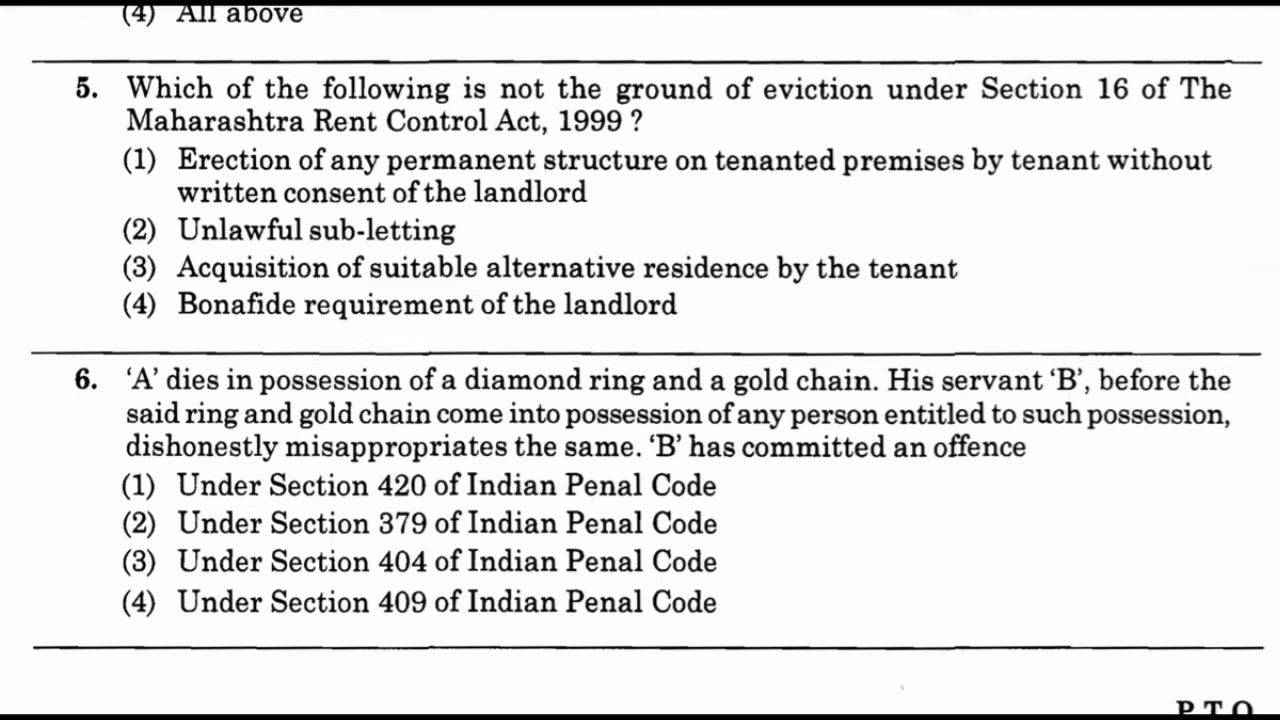 (4) All above
5. Which of the following is not the ground of eviction under Section 16 of The
Maharashtra Rent Control Act, 1999 ?
(1) Erection of any permanent structure on tenanted premises by tenant without
written consent of the landlord
(2) Unlawful sub-letting
(3) Acquisition of suitable alternative residence by the tenant
(4) Bonafide requirement of the landlord
6. ‘A’ dies in possession of a diamond ring and a gold chain. His servant ‘B’, before the
said ring and gold chain come into possession of any person entitled to such possession,
dishonestly misappropriates the same. ‘B’ has committed an offence
(1) Under Section 420 of Indian Penal Code
(2) Under Section 379 of Indian Penal Code
(3) Under Section 404 of Indian Penal Code
(4) Under Section 409 of Indian Penal Code
P.T.O.